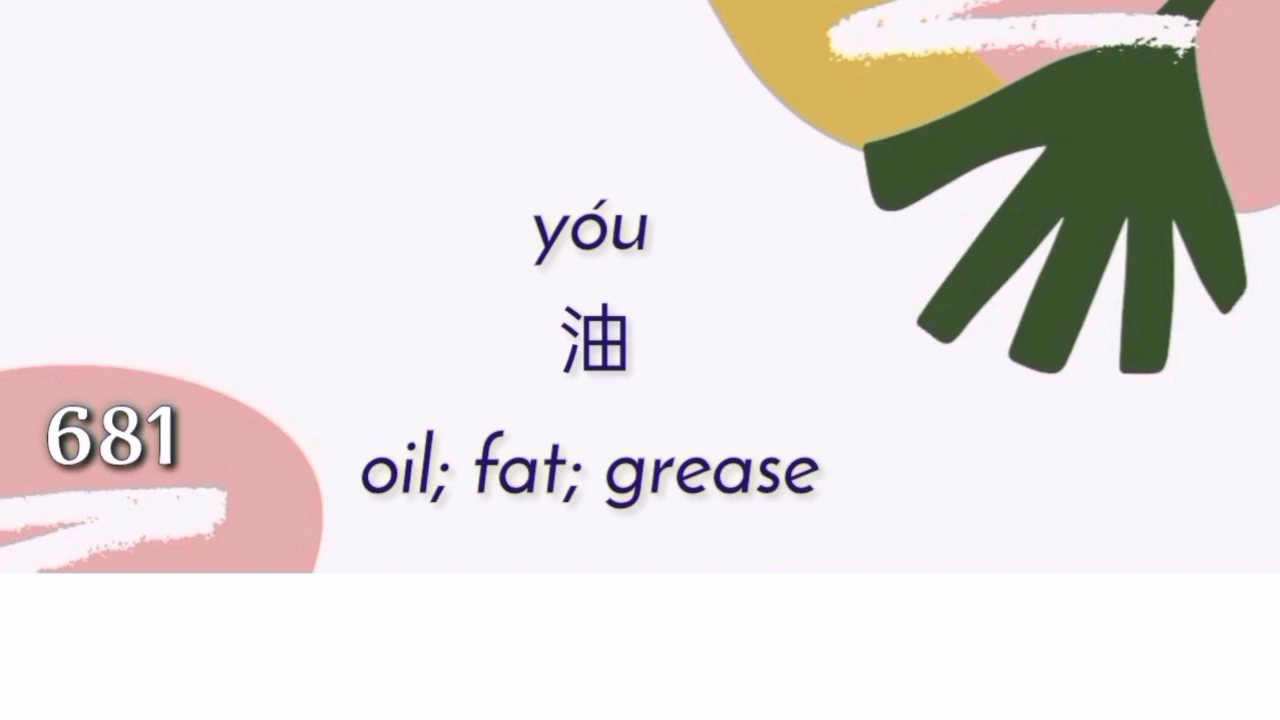 yóu
油
681
oil; fat; grease